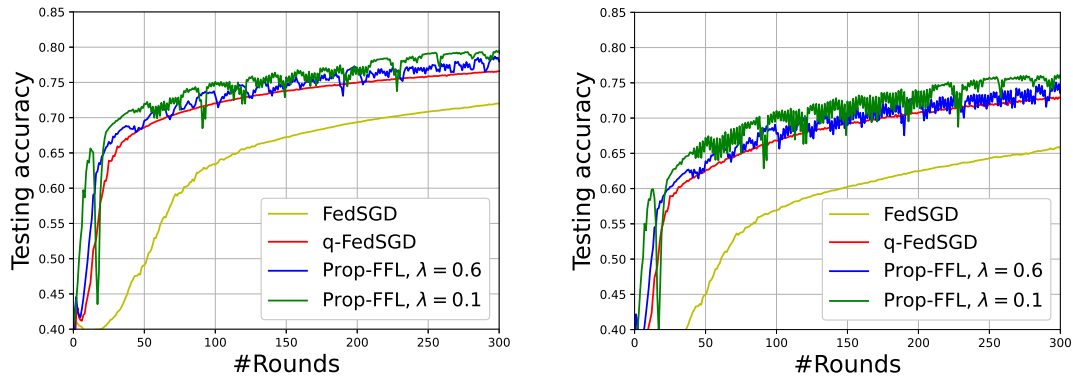 0.85
0.80
0.75
0.70
0.65
0.60
0.55
0.50
0.45
0.40
Testing accuracy
FedSGD
q-FedSGD
Prop-FFL, λ = 0.6
Prop-FFL, λ = 0.1
0 50 100 150 200 250 300
#Rounds
0.85
0.80
0.75
0.70
0.65
0.60
0.55
0.50
0.45
0.40
Testing accuracy
FedSGD
q-FedSGD
Prop-FFL, λ = 0.6
Prop-FFL, λ = 0.1
0 50 100 150 200 250 300
#Rounds